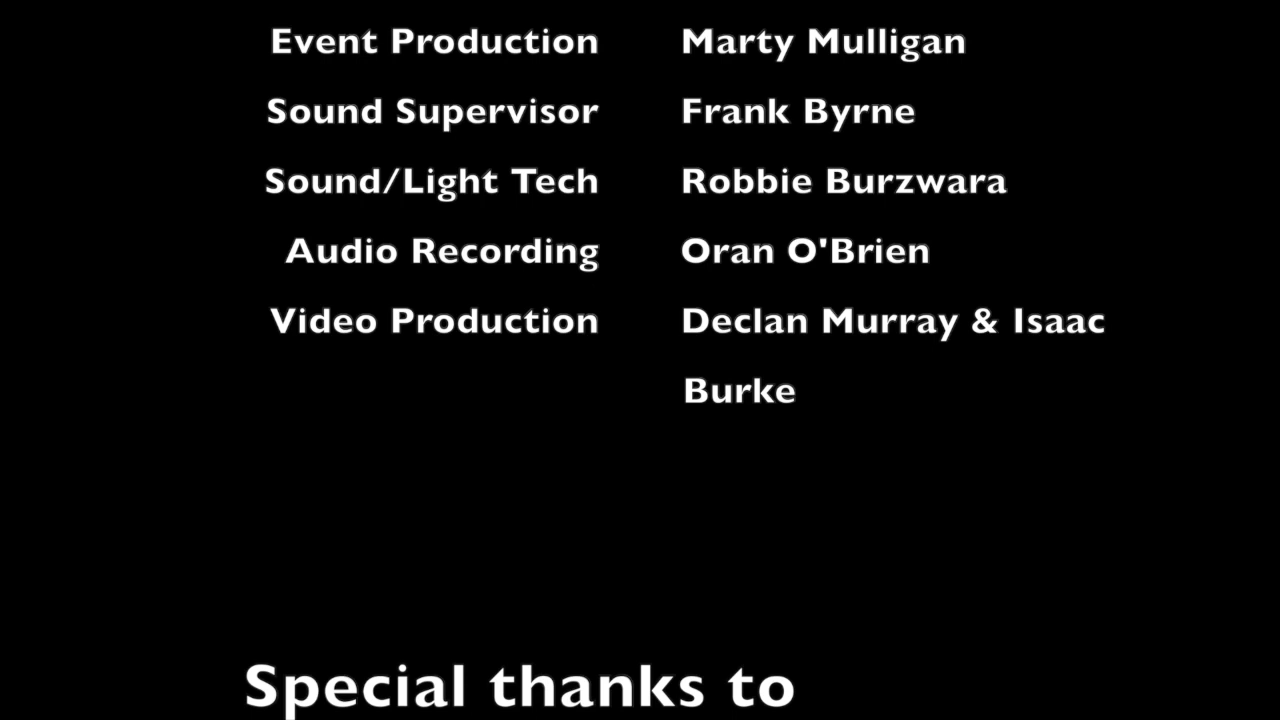 Event Production Marty Mulligan
Sound Supervisor Frank Byrne
Sound/Light Tech Robbie Burzwara
Audio Recording Oran O'Brien
Video Production Declan Murray & Isaac
Burke
Special thanks to